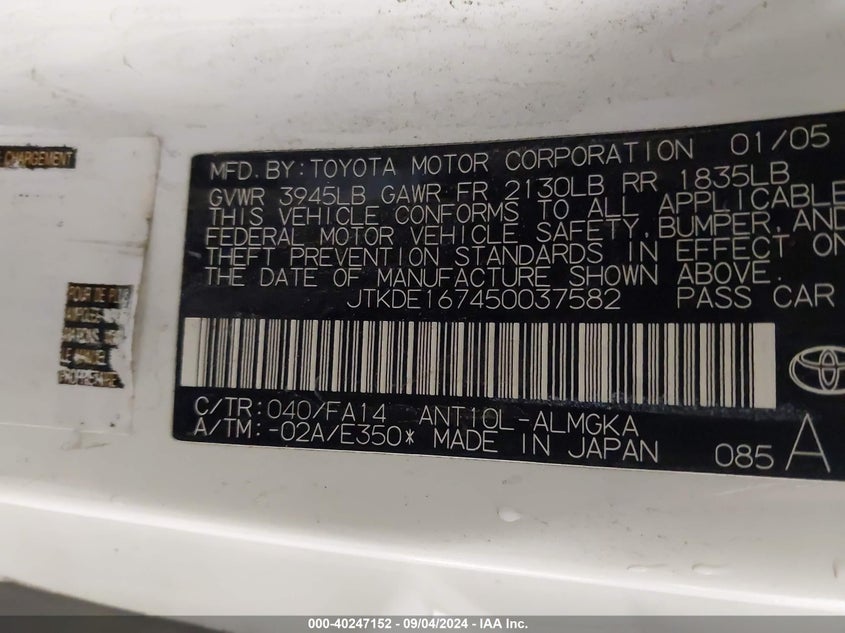 CHARGEMENT
MFD. BY: TOYOTA MOTOR CORPORATION 01/05
GVWR 3945LB GAWR FR 2130LB RR 1835LB
THIS VEHICLE CONFORMS TO ALL APPLICABLE
FEDERAL MOTOR VEHICLE SAFETY, BUMPER, AND
THEFT PREVENTION STANDARDS IN EFFECT ON
THE DATE OF MANUFACTURE SHOWN ABOVE.
JTKDE167450037582 PASS CAR
C/TR: 040/FA14 ANT10L-ALMGKA
A/TM: -02A/E350* MADE IN JAPAN 085 A
000-40247152 - 09/04/2024 - IAA Inc.